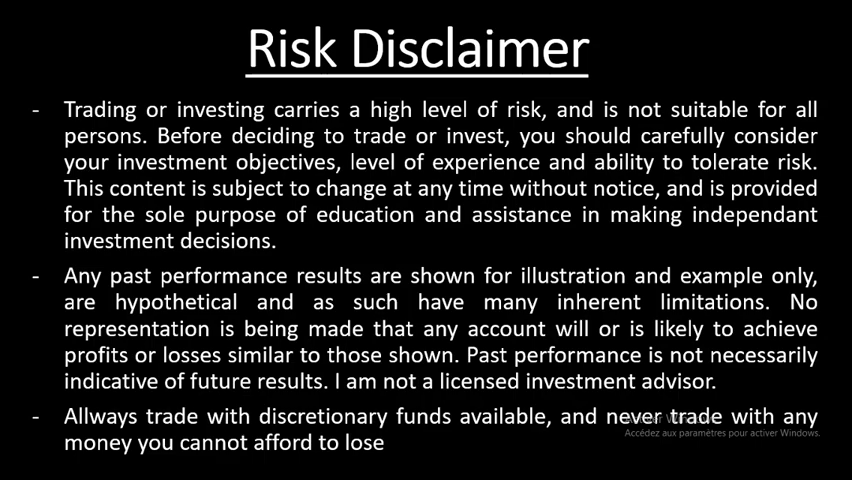 Risk Disclaimer
- Trading or investing carries a high level of risk, and is not suitable for all
persons. Before deciding to trade or invest, you should carefully consider
your investment objectives, level of experience and ability to tolerate risk.
This content is subject to change at any time without notice, and is provided
for the sole purpose of education and assistance in making independant
investment decisions.
- Any past performance results are shown for illustration and example only,
are hypothetical and as such have many inherent limitations. No
representation is being made that any account will or is likely to achieve
profits or losses similar to those shown. Past performance is not necessarily
indicative of future results. I am not a licensed investment advisor.
- Allways trade with discretionary funds available, and never trade with any
money you cannot afford to lose
Activer Windows
Accédez aux paramètres pour activer Windows.